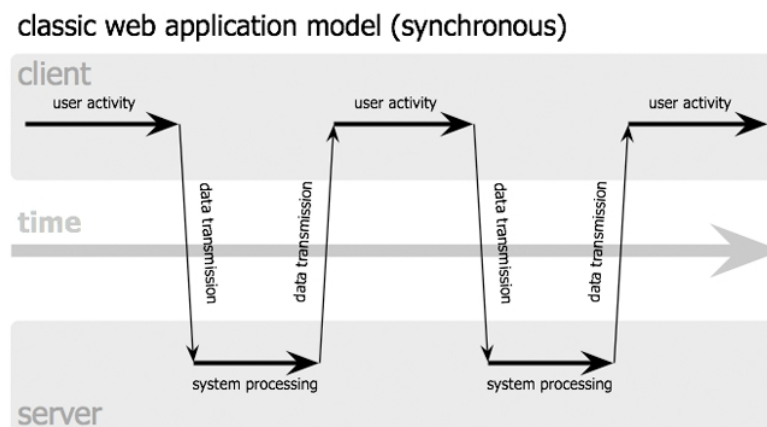 classic web application model (synchronous)
client
user activity
user activity
user activity
data transmission
data transmission
data transmission
data transmission
time
system processing
system processing
server